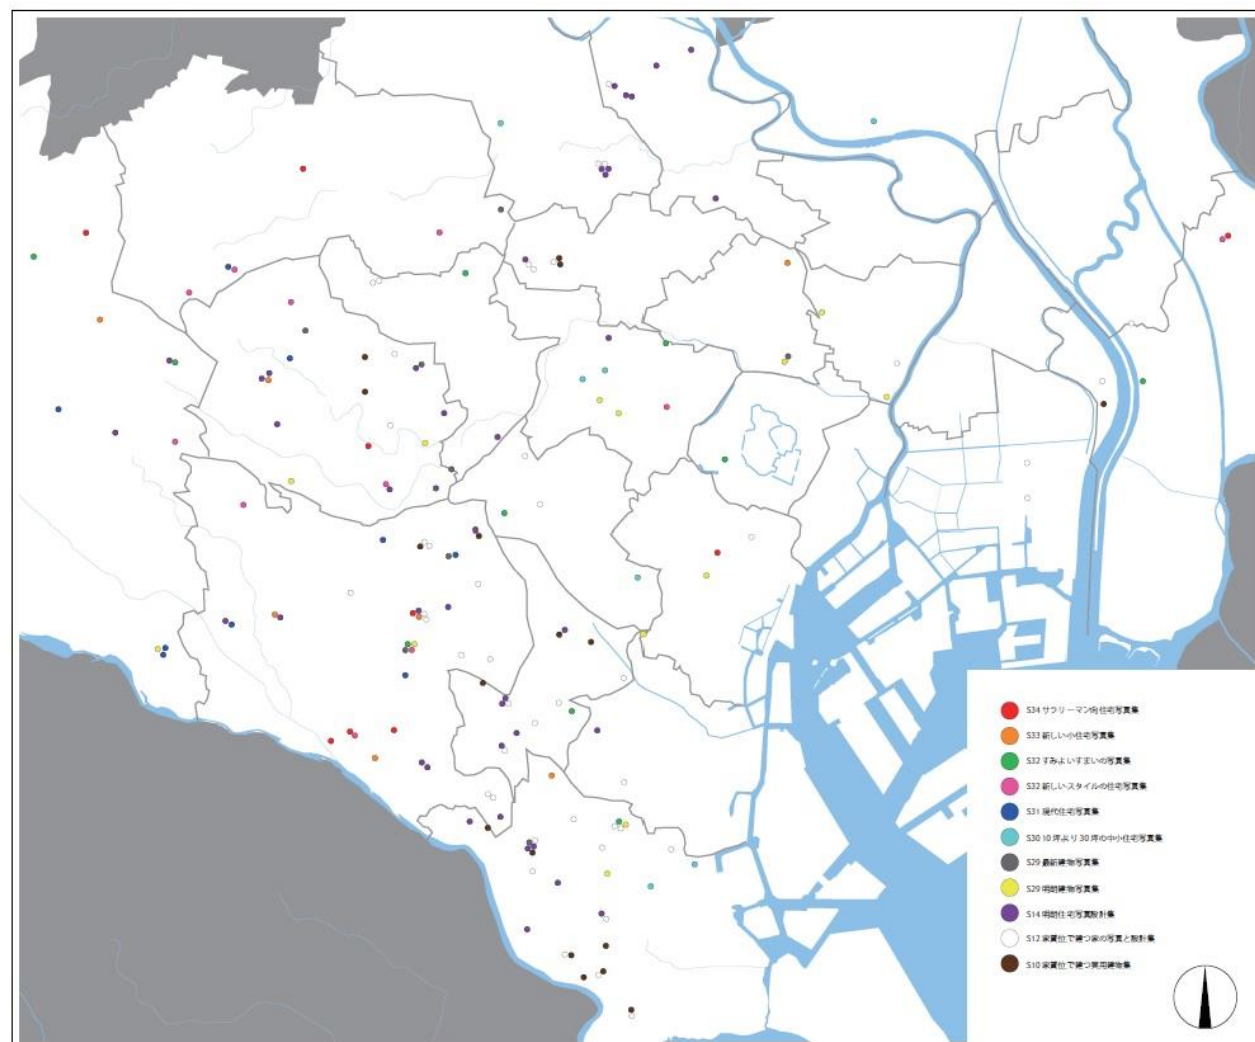 S34 サラリーマン向住宅写真集
S33 新しい小住宅写真集
S32 すみよいすまいの写真集
S32 新しいスタイルの住宅写真集
S31 現代住宅写真集
S30 10坪より30坪の中小住宅写真集
S29 最新建物写真集
S29 明朗建物写真集
S14 明朗住宅写真設計集
S12 家賃位で建つ家の写真と設計集
S10 家賃位で建つ実用建物集